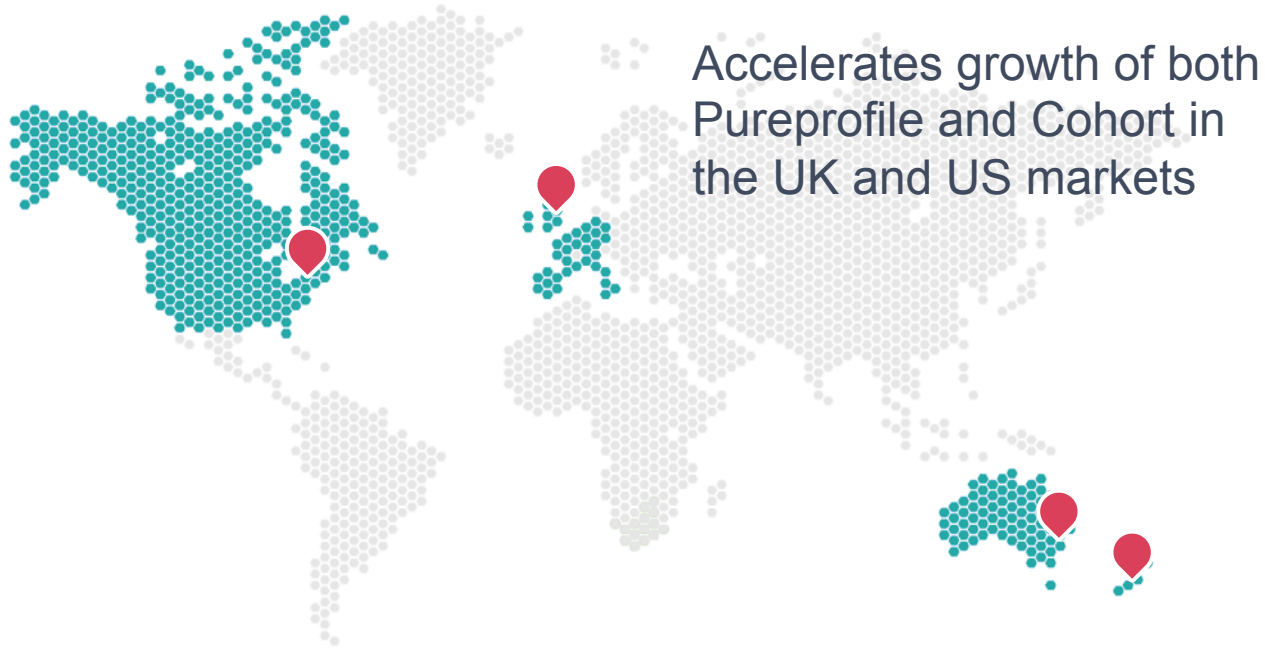 Accelerates growth of both
Pureprofile and Cohort in
the UK and US markets